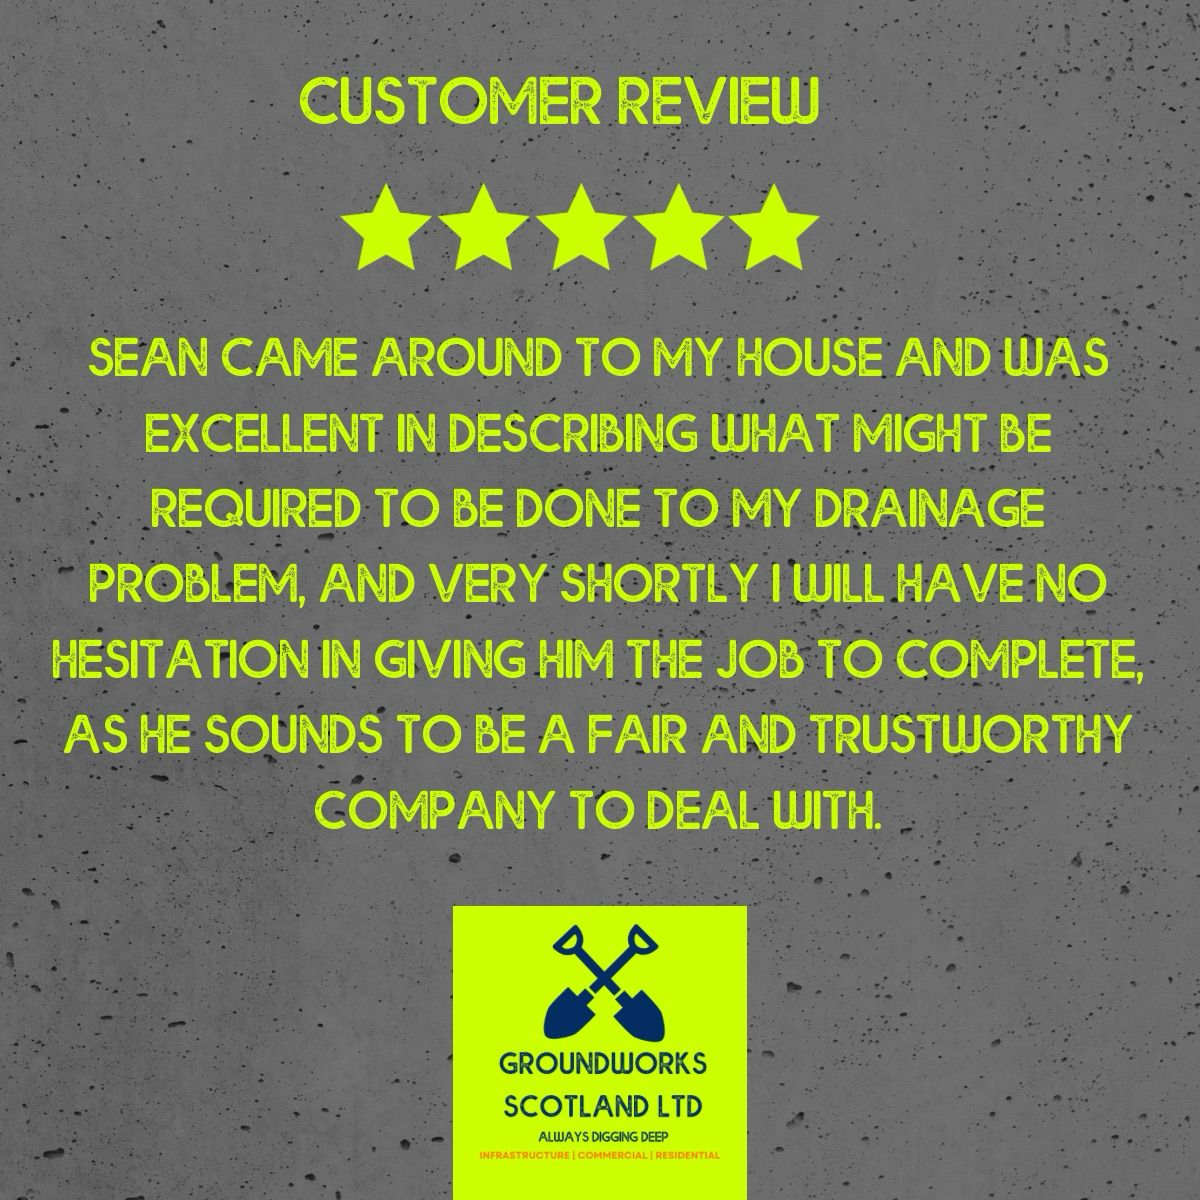 CUSTOMER REVIEW
SEAN CAME AROUND TO MY HOUSE AND WAS
EXCELLENT IN DESCRIBING WHAT MIGHT BE
REQUIRED TO BE DONE TO MY DRAINAGE
PROBLEM, AND VERY SHORTLY I WILL HAVE NO
HESITATION IN GIVING HIM THE JOB TO COMPLETE,
AS HE SOUNDS TO BE A FAIR AND TRUSTWORTHY
COMPANY TO DEAL WITH.
GROUNDWORKS
SCOTLAND LTD
ALWAYS DIGGING DEEP
INFRASTRUCTURE | COMMERCIAL | RESIDENTIAL